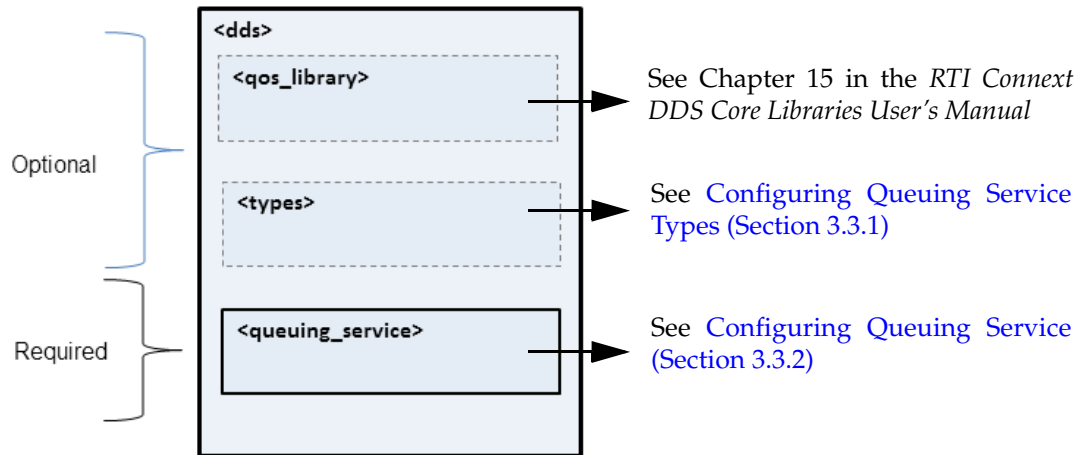 <dds>
<qos_library>
See Chapter 15 in the RTI Connext
DDS Core Libraries User's Manual
Optional
<types>
See Configuring Queuing Service
Types (Section 3.3.1)
<queuing_service>
See Configuring Queuing Service
(Section 3.3.2)
Required